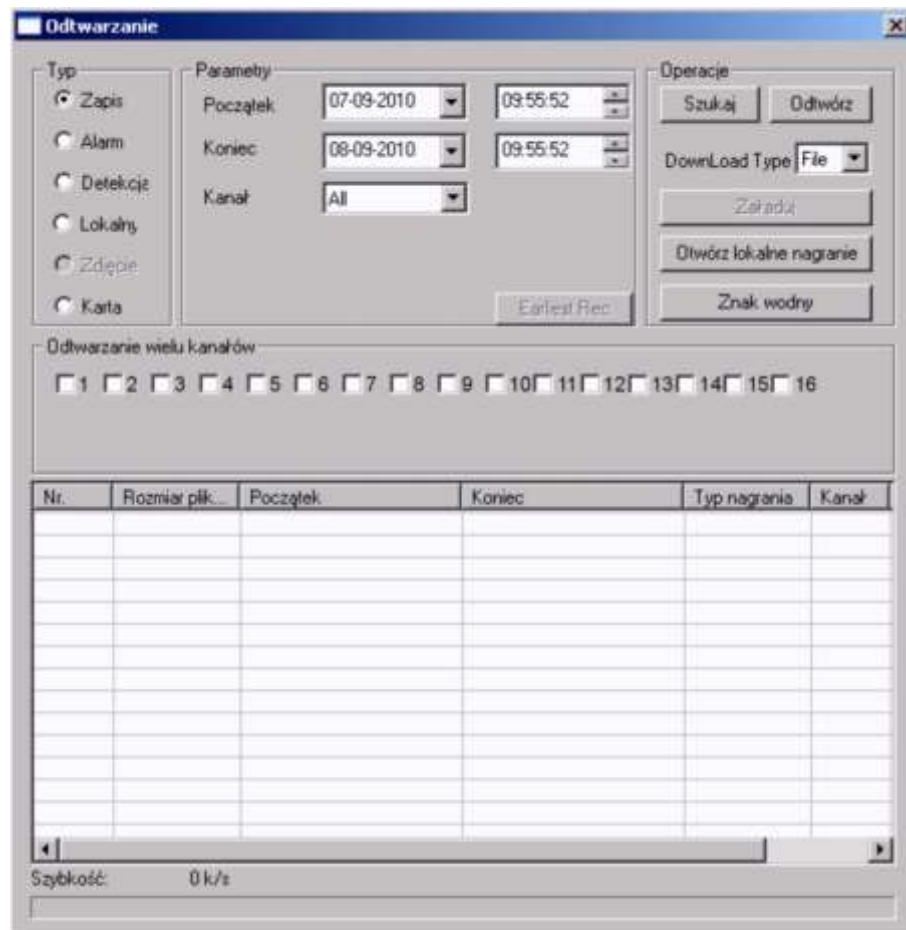 Odtwarzanie
Typ
Zapis
Alarm
Detekcja
Lokalny
Zdęcie
Karta
Parametry
Początek 07-09-2010 09:55:52
Koniec 08-09-2010 09:55:52
Kanał All
Earliest Rec
Operacje
Szukaj Odtwórz
DownLoad Type File
Załaduj
Otwórz lokalne nagranie
Znak wodny
Odtwarzanie wielu kanałów
1 2 3 4 5 6 7 8 9 10 11 12 13 14 15 16
Nr. Rozmiar plik... Początek Koniec Typ nagrania Kanał
Szybkość: 0 k/s